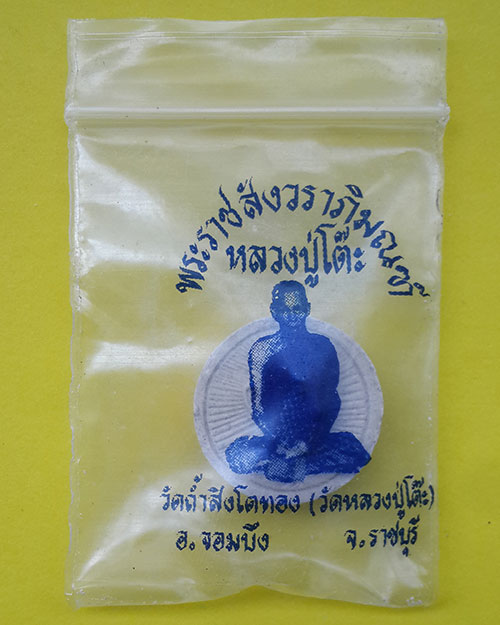 พระราชสังวราภิมณฑ์
หลวงปู่โต๊ะ
วัดถ้ำสิงโตทอง (วัดหลวงปู่โต๊ะ)
อ.จอมบึง จ.ราชบุรี